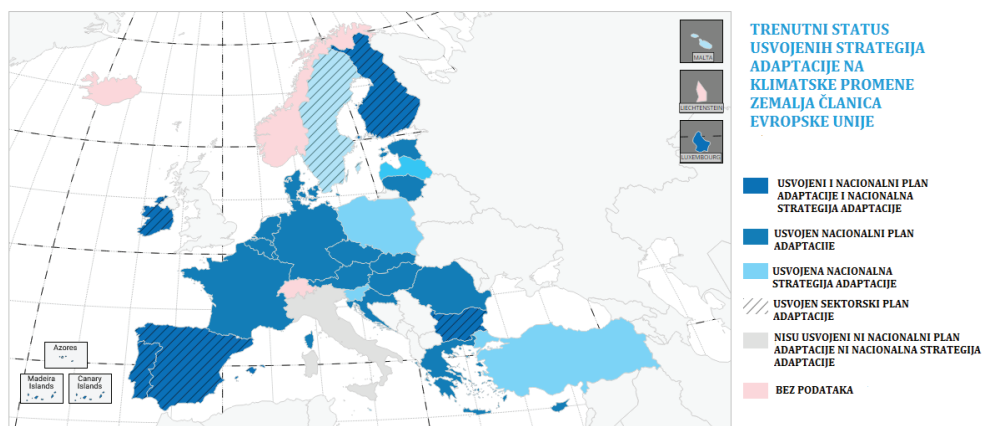 MALTA
LIECHTENSTEIN
LUXEMBOURG
Azores
Madeira
Islands
Canary
Islands
TRENUTNI STATUS
USVOJENIH STRATEGIJA
ADAPTACIJE NA
KLIMATSKE PROMENE
ZEMALJA ČLANICA
EVROPSKE UNIJE
USVOJENI I NACIONALNI PLAN
ADAPTACIJE I NACIONALNA
STRATEGIJA ADAPTACIJE
USVOJEN NACIONALNI PLAN
ADAPTACIJE
USVOJENA NACIONALNA
STRATEGIJA ADAPTACIJE
USVOJEN SEKTORSKI PLAN
ADAPTACIJE
NISU USVOJENI NI NACIONALNI PLAN
ADAPTACIJE NI NACIONALNA STRATEGIJA
ADAPTACIJE
BEZ PODATAKA